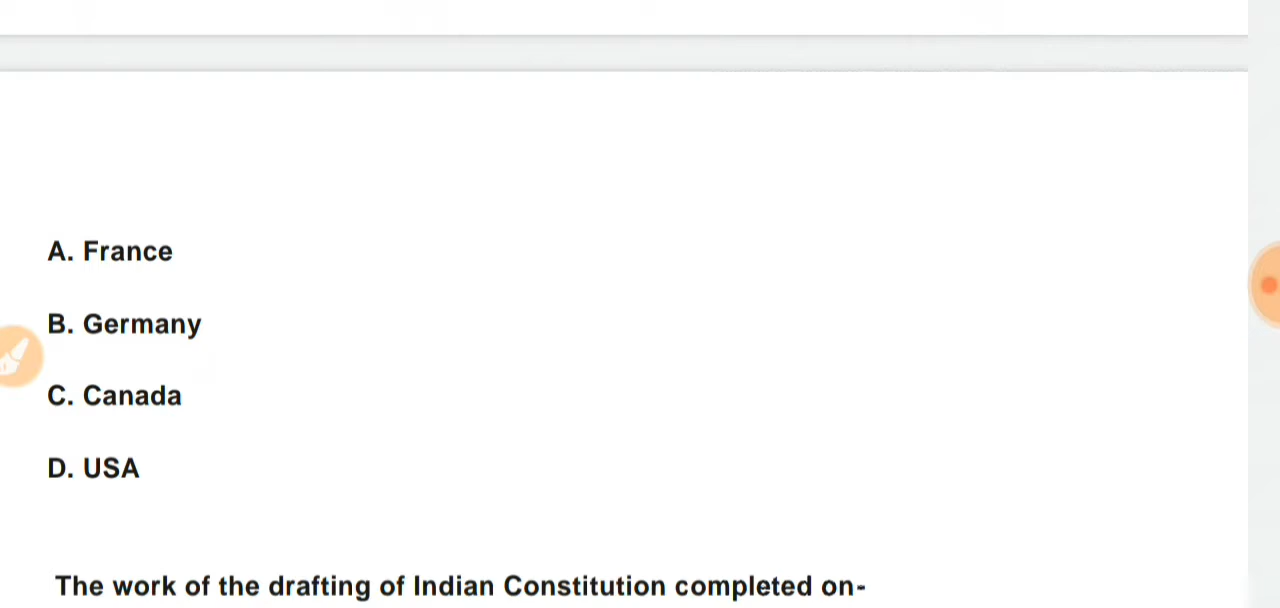 A. France
B. Germany
C. Canada
D. USA
The work of the drafting of Indian Constitution completed on-